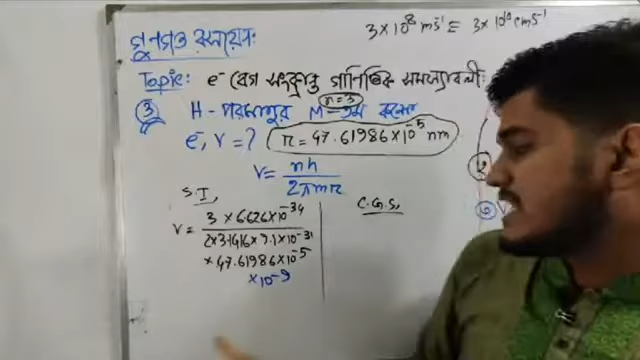 গুনগত রসায়ন:
3×10⁸ ms⁻¹ ≡ 3×10¹⁰ cms⁻¹
Topic: e⁻ বেগ সংক্রান্ত গাণিতিক সমস্যাবলী:
③ H - পরমাণুর M - তম কক্ষে
n=3
e⁻, v = ? r = 47.61986×10⁻⁵ nm
v = nh / 2πmr
S.I,
C.G.S,
v = 3 × 6.626×10⁻³⁴
2×3.1416×9.1×10⁻³¹
× 47.61986×10⁻⁵
×10⁻⁹